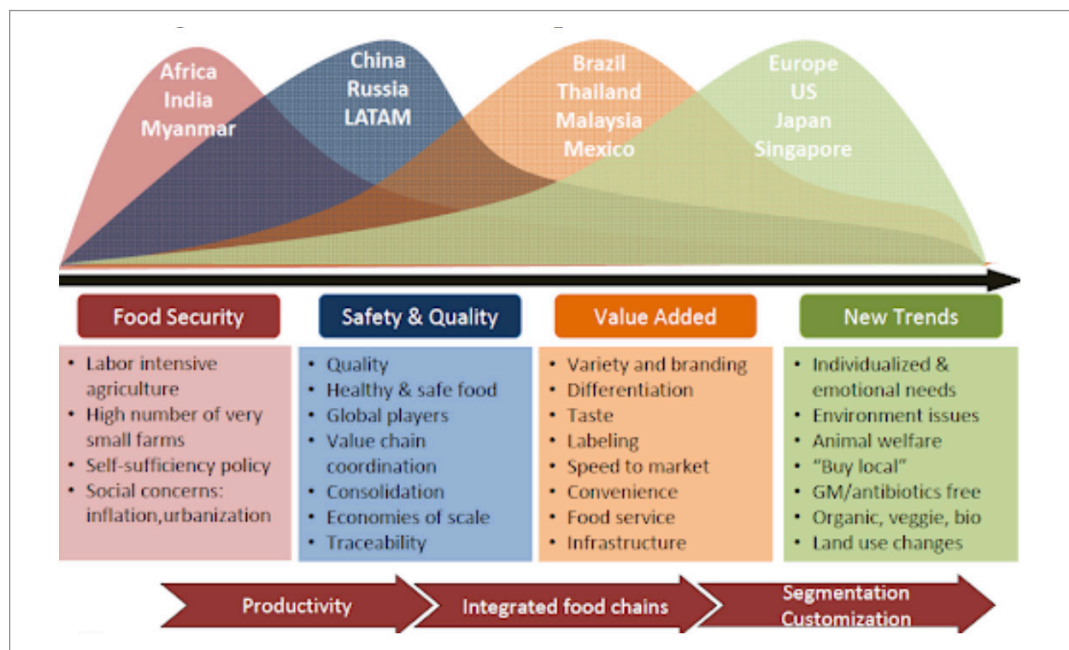 Africa
India
Myanmar
China
Russia
LATAM
Brazil
Thailand
Malaysia
Mexico
Europe
US
Japan
Singapore
Food Security
Safety & Quality
Value Added
New Trends
• Labor intensive
agriculture
• High number of very
small farms
• Self-sufficiency policy
• Social concerns:
inflation,urbanization
• Quality
• Healthy & safe food
• Global players
• Value chain
coordination
• Consolidation
• Economies of scale
• Traceability
• Variety and branding
• Differentiation
• Taste
• Labeling
• Speed to market
• Convenience
• Food service
• Infrastructure
• Individualized &
emotional needs
• Environment issues
• Animal welfare
• “Buy local”
• GM/antibiotics free
• Organic, veggie, bio
• Land use changes
Productivity
Integrated food chains
Segmentation
Customization